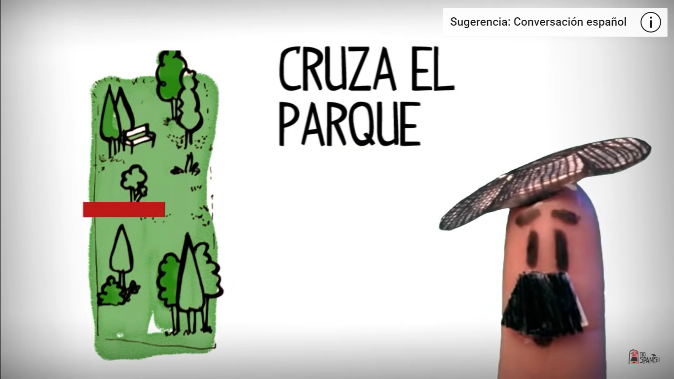 Sugerencia: Conversación español
CRUZA EL
PARQUE